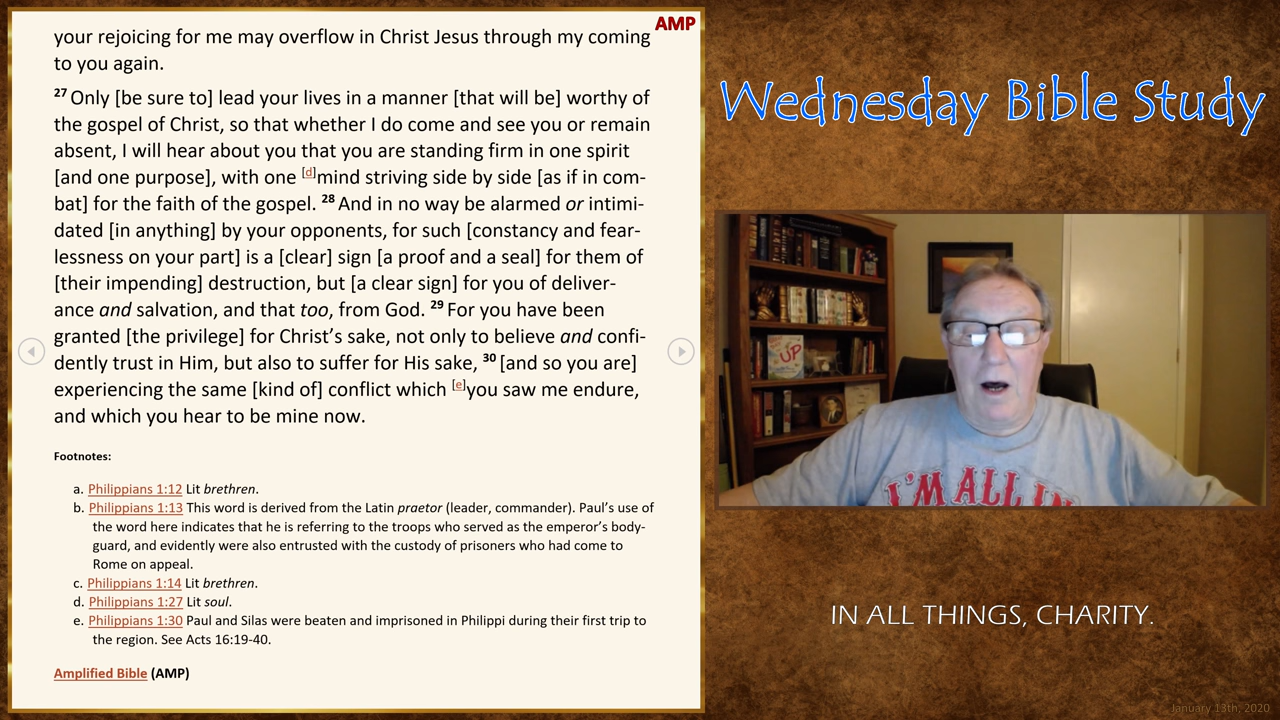 AMP
your rejoicing for me may overflow in Christ Jesus through my coming
to you again.
27 Only [be sure to] lead your lives in a manner [that will be] worthy of
the gospel of Christ, so that whether I do come and see you or remain
absent, I will hear about you that you are standing firm in one spirit
[and one purpose], with one [d]mind striving side by side [as if in com-
bat] for the faith of the gospel. 28 And in no way be alarmed or intimi-
dated [in anything] by your opponents, for such [constancy and fear-
lessness on your part] is a [clear] sign [a proof and a seal] for them of
[their impending] destruction, but [a clear sign] for you of deliver-
ance and salvation, and that too, from God. 29 For you have been
granted [the privilege] for Christ's sake, not only to believe and confi-
dently trust in Him, but also to suffer for His sake, 30 [and so you are]
experiencing the same [kind of] conflict which [e]you saw me endure,
and which you hear to be mine now.
Footnotes:
a. Philippians 1:12 Lit brethren.
b. Philippians 1:13 This word is derived from the Latin praetor (leader, commander). Paul's use of
the word here indicates that he is referring to the troops who served as the emperor's body-
guard, and evidently were also entrusted with the custody of prisoners who had come to
Rome on appeal.
c. Philippians 1:14 Lit brethren.
d. Philippians 1:27 Lit soul.
e. Philippians 1:30 Paul and Silas were beaten and imprisoned in Philippi during their first trip to
the region. See Acts 16:19-40.
Amplified Bible (AMP)
Wednesday Bible Study
UP
I'M ALL IN
IN ALL THINGS, CHARITY.
January 13th, 2020